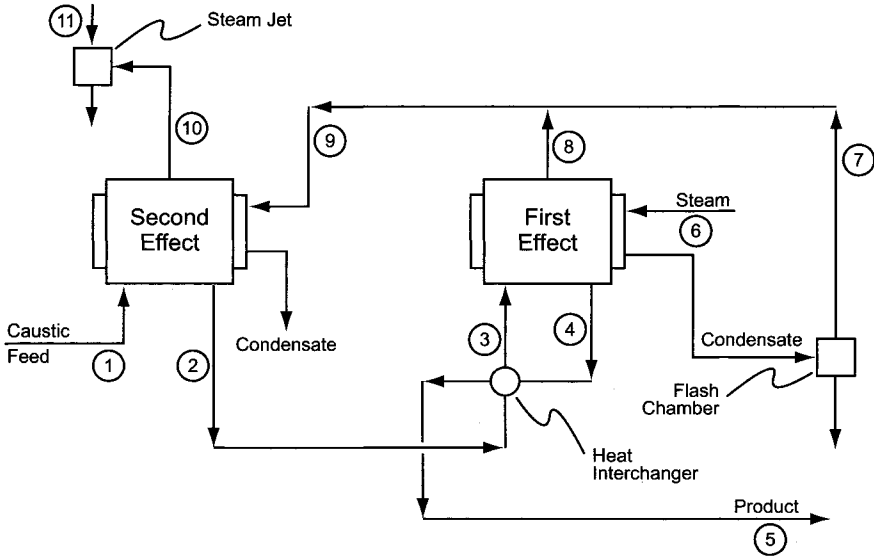 11
Steam Jet
10
9
8
7
Second
Effect
First
Effect
Steam
6
Caustic
Feed
1
2
Condensate
3
4
Condensate
Flash
Chamber
Heat
Interchanger
Product
5